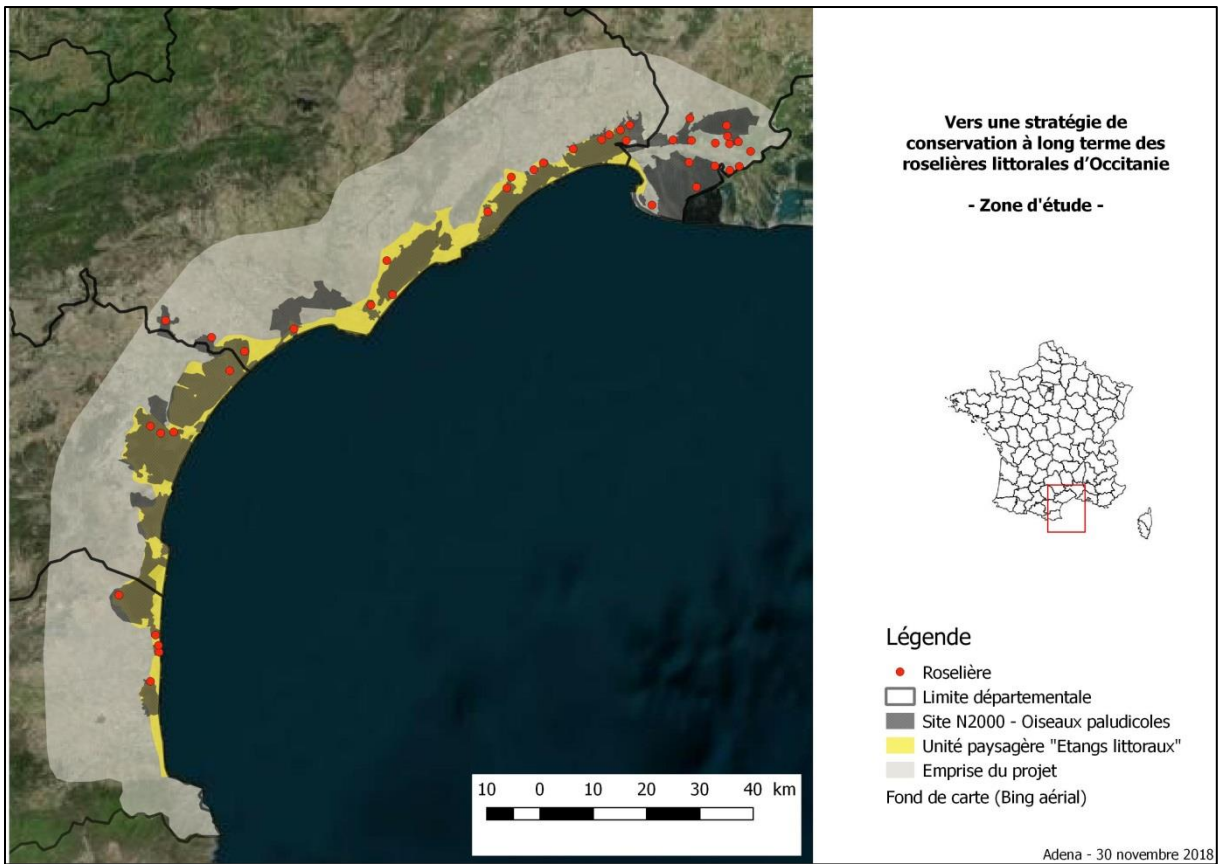 Vers une stratégie de
conservation à long terme des
roselières littorales d'Occitanie
- Zone d'étude -
Légende
Roselière
Limite départementale
Site N2000 - Oiseaux paludicoles
Unité paysagère "Etangs littoraux"
Emprise du projet
Fond de carte (Bing aérial)
10 0 10 20 30 40 km
Adena - 30 novembre 2018